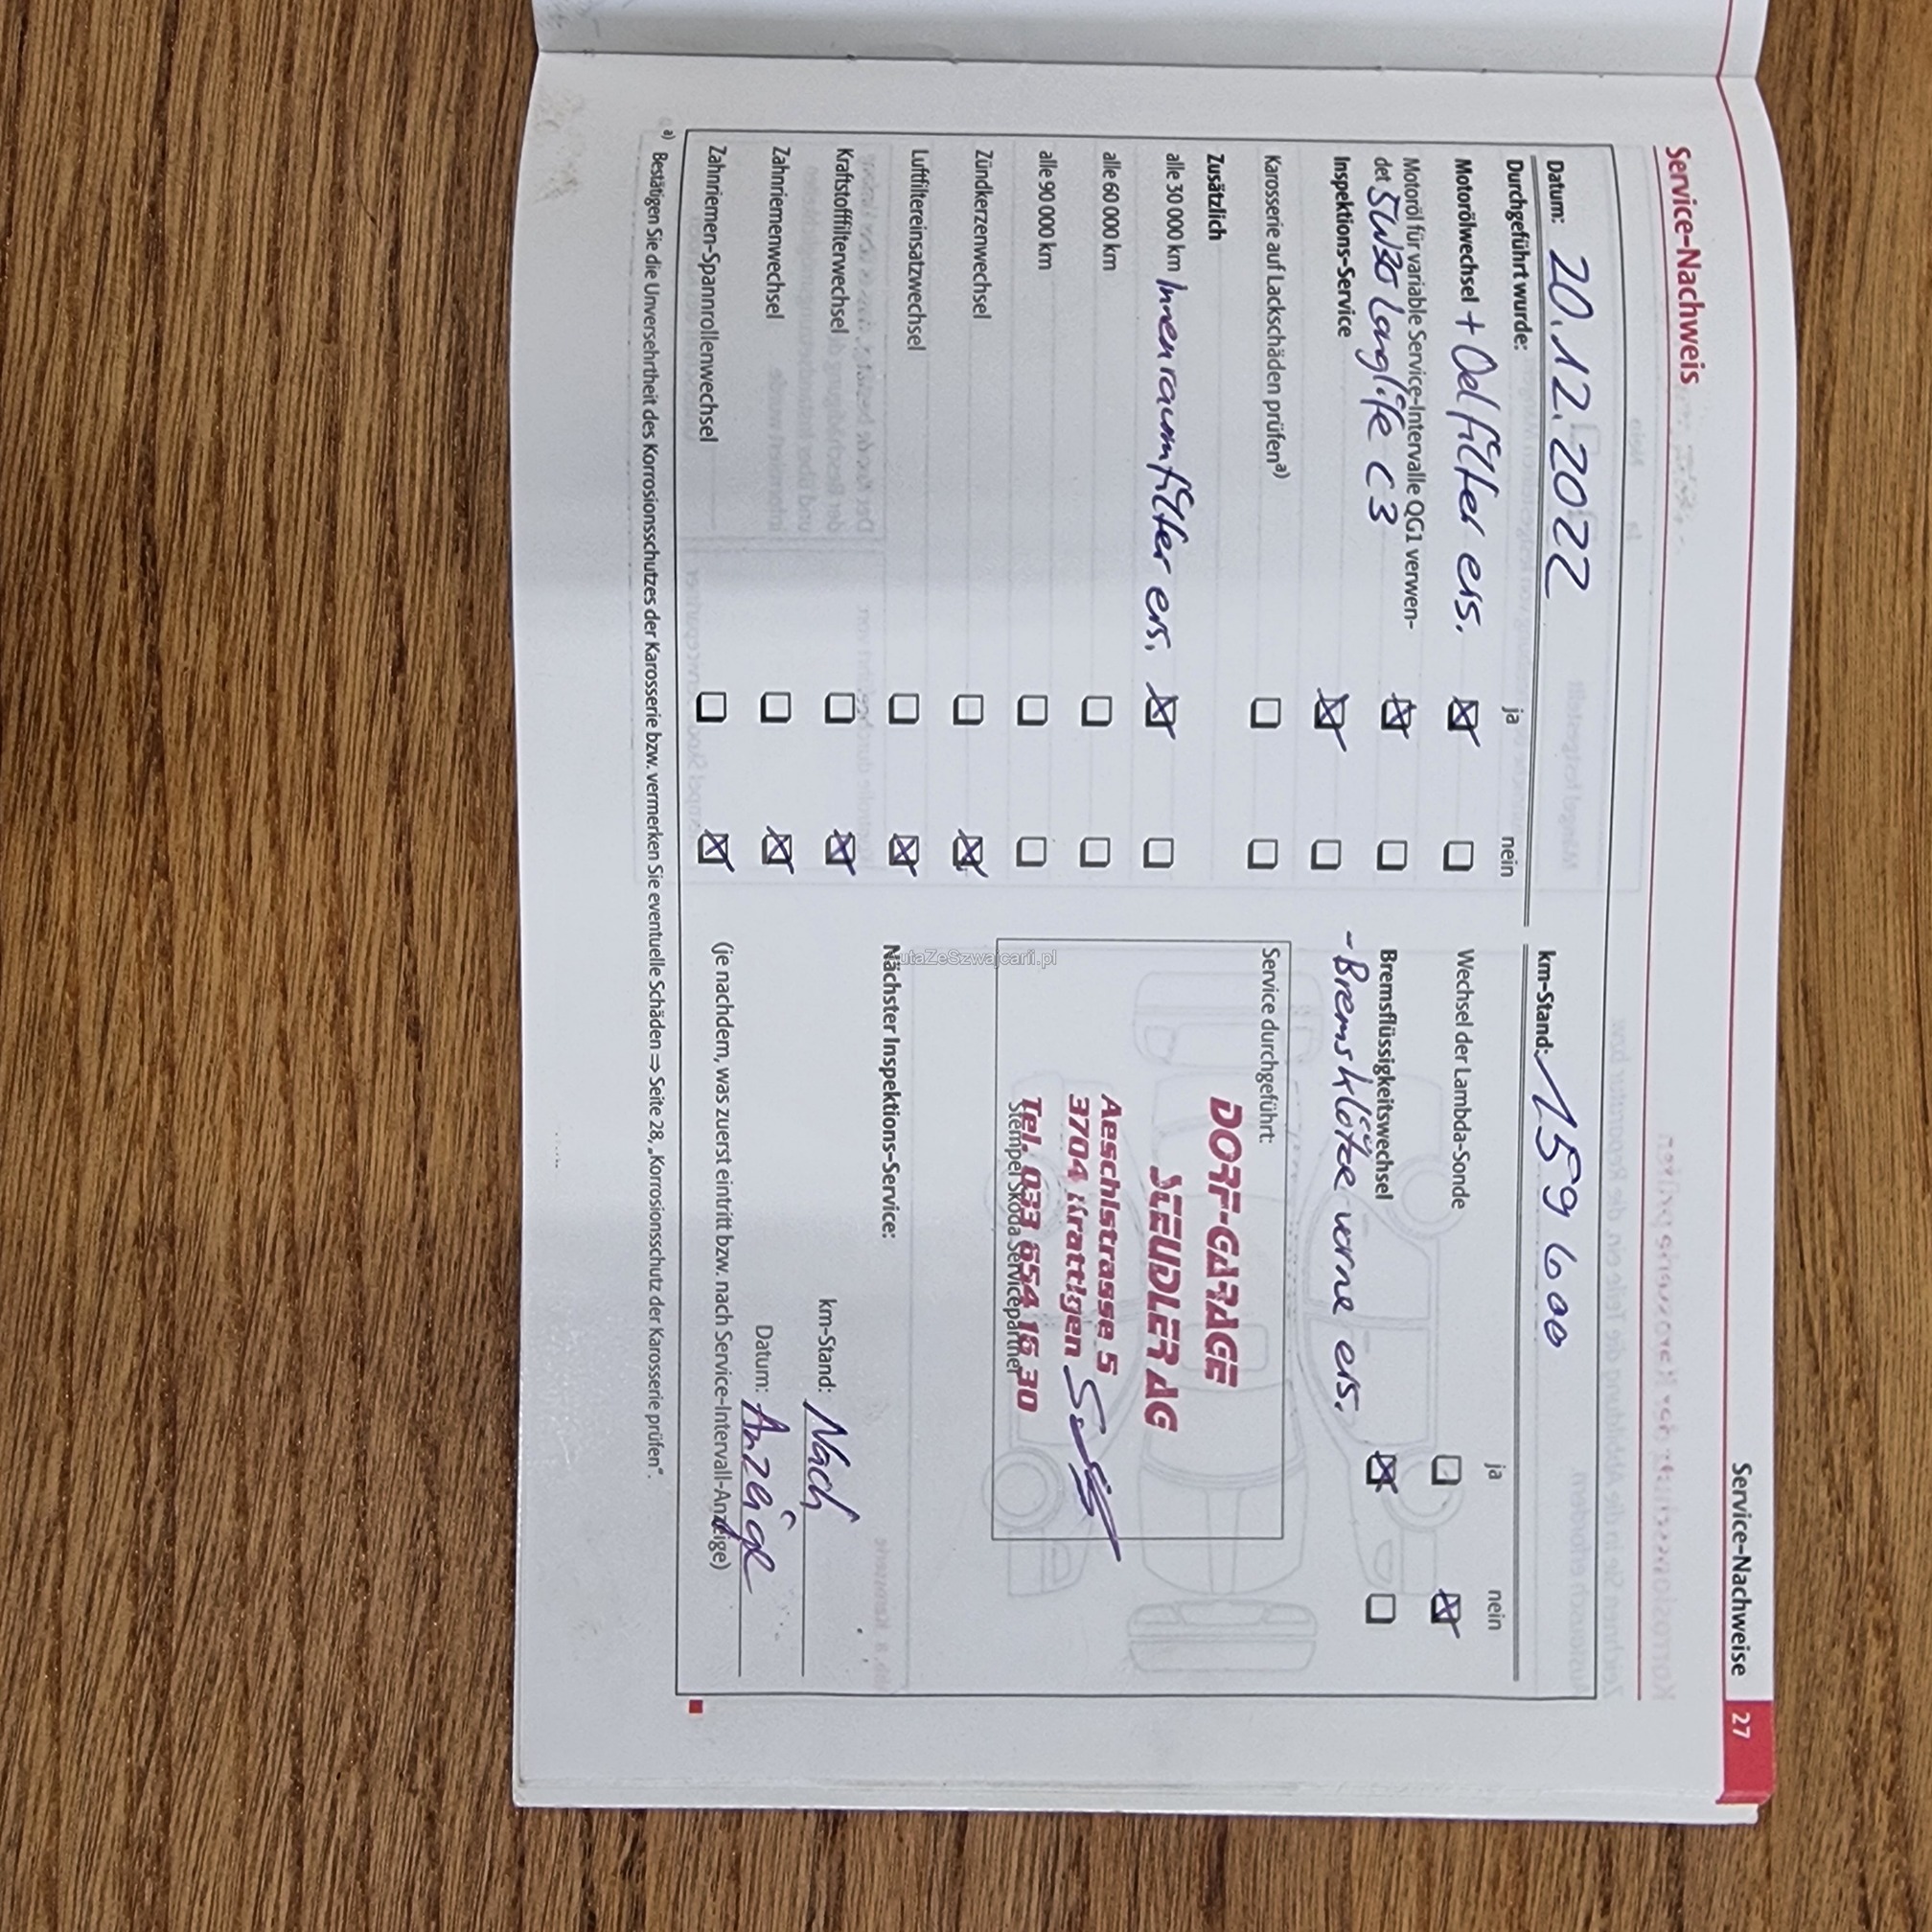 Service-Nachweise 27
Service-Nachweis
Datum: 20.12.2022
km-Stand: 159 600
Durchgeführt wurde:
ja nein
Motorölwechsel + Oelfilter ers.
Motoröl für variable Service-Intervalle QG1 verwen-
det 5W30 Longlife C3
Inspektions-Service
Karosserie auf Lackschäden prüfen a)
Zusätzlich
alle 30 000 km Innenraumfilter ers.
alle 60 000 km
alle 90 000 km
Zündkerzenwechsel
Luftfiltereinsatzwechsel
Kraftstofffilterwechsel
Zahnriemenwechsel
Zahnriemen-Spannrollenwechsel
ja nein
Wechsel der Lambda-Sonde
Bremsflüssigkeitswechsel
- Bremsklötze vorne ers.
Service durchgeführt:
DORF-GARAGE
SEEUDLER AG
Aeschistrasse 5
3704 Krattigen
Tel. 033 654 16 30
Stempel Škoda Servicepartner
Nächster Inspektions-Service:
km-Stand: Nach
Datum: Anzeige
(je nachdem, was zuerst eintritt bzw. nach Service-Intervall-Anzeige)
a) Bestätigen Sie die Unversehrtheit des Korrosionsschutzes der Karosserie bzw. vermerken Sie eventuelle Schäden ⇒ Seite 28, „Korrosionsschutz der Karosserie prüfen“.
AutaZeSzwajcarii.pl